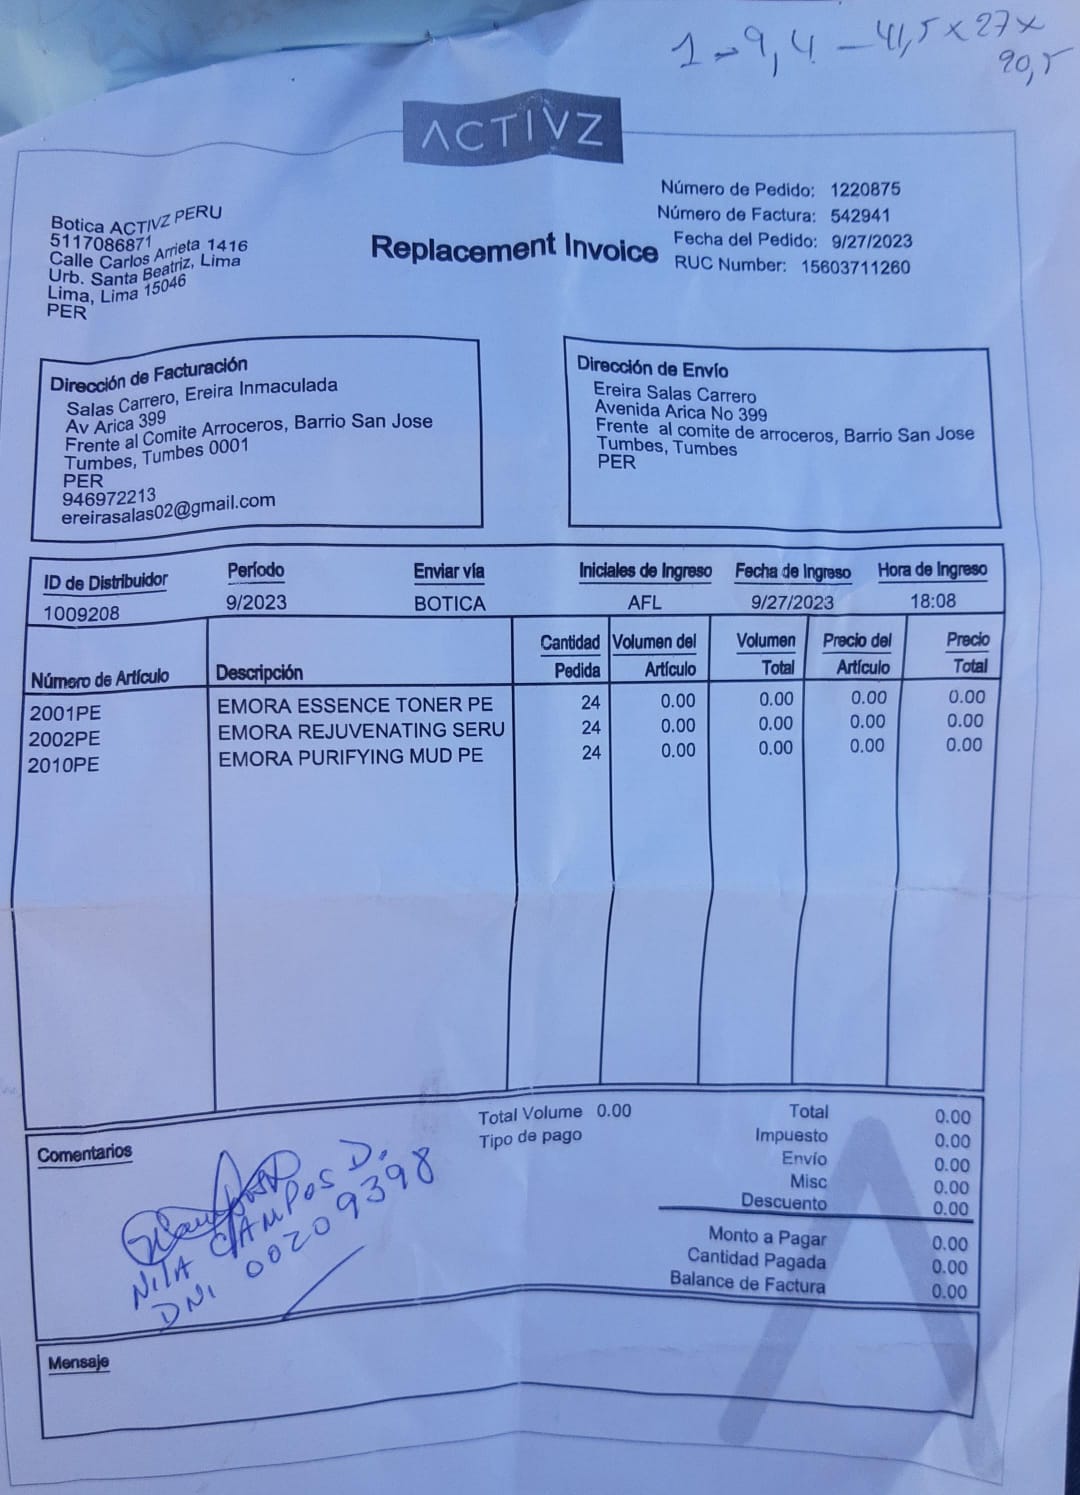 1 - 9,4 - 41,5 x 27 x
20,5
ACTIVZ
Botica ACTIVZ PERU
5117086871
Calle Carlos Arrieta 1416
Urb. Santa Beatriz, Lima
Lima, Lima 15046
PER
Replacement Invoice
Número de Pedido: 1220875
Número de Factura: 542941
Fecha del Pedido: 9/27/2023
RUC Number: 15603711260
Dirección de Facturación
Salas Carrero, Ereira Inmaculada
Av Arica 399
Frente al Comite Arroceros, Barrio San Jose
Tumbes, Tumbes 0001
PER
946972213
ereirasalas02@gmail.com
Dirección de Envío
Ereira Salas Carrero
Avenida Arica No 399
Frente al comite de arroceros, Barrio San Jose
Tumbes, Tumbes
PER
ID de Distribuidor Período Enviar vía Iniciales de Ingreso Fecha de Ingreso Hora de Ingreso
1009208 9/2023 BOTICA AFL 9/27/2023 18:08
Número de Artículo Descripción Cantidad Pedida Volumen del Artículo Volumen Total Precio del Artículo Precio Total
2001PE EMORA ESSENCE TONER PE 24 0.00 0.00 0.00 0.00
2002PE EMORA REJUVENATING SERU 24 0.00 0.00 0.00 0.00
2010PE EMORA PURIFYING MUD PE 24 0.00 0.00 0.00 0.00
Total Volume 0.00
Tipo de pago
Total 0.00
Impuesto 0.00
Envío 0.00
Misc 0.00
Descuento 0.00
Monto a Pagar 0.00
Cantidad Pagada 0.00
Balance de Factura 0.00
Comentarios
NILA CAMPOS D.
DNI 00209398
Mensaje